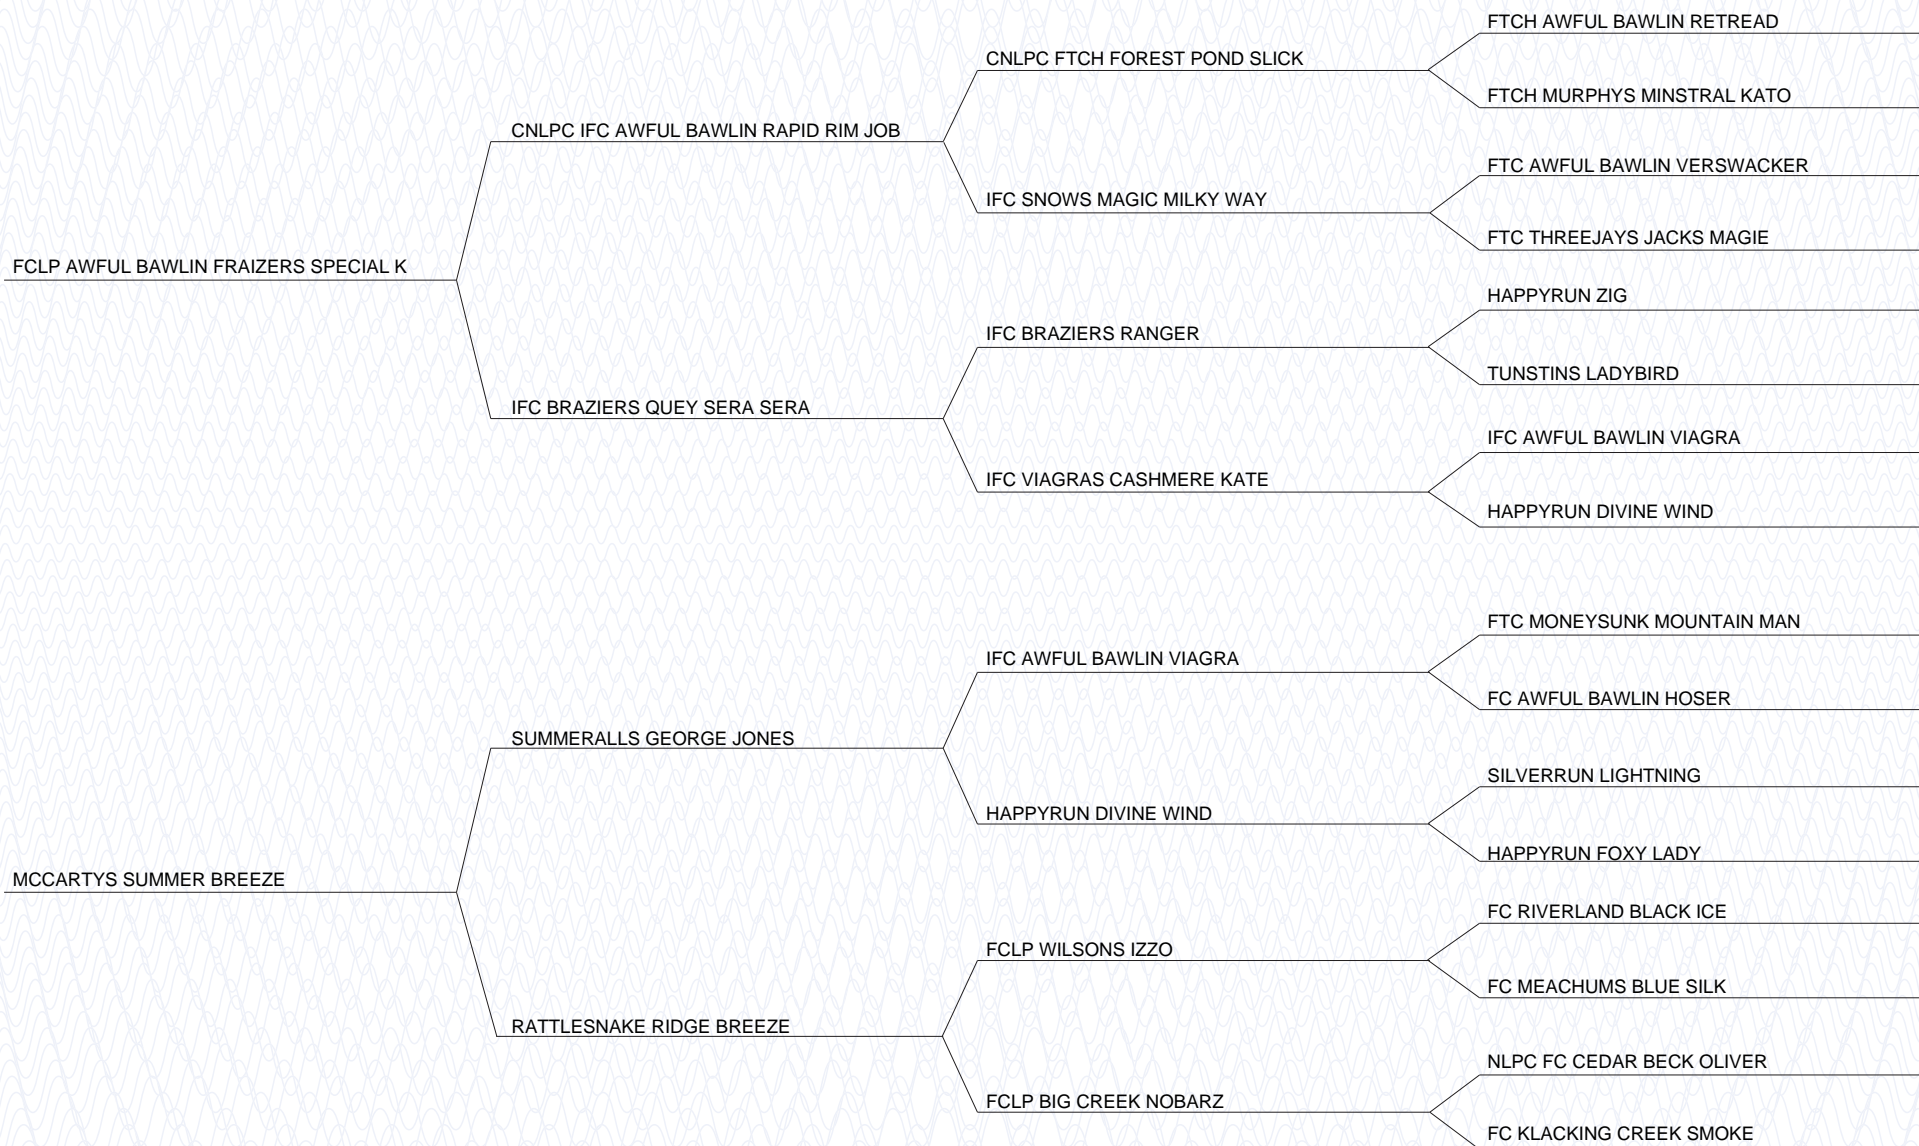 FTCH AWFUL BAWLIN RETREAD
CNLPC FTCH FOREST POND SLICK
FTCH MURPHYS MINSTRAL KATO
CNLPC IFC AWFUL BAWLIN RAPID RIM JOB
FTC AWFUL BAWLIN VERSWACKER
IFC SNOWS MAGIC MILKY WAY
FTC THREEJAYS JACKS MAGIE
FCLP AWFUL BAWLIN FRAIZERS SPECIAL K
HAPPYRUN ZIG
IFC BRAZIERS RANGER
TUNSTINS LADYBIRD
IFC BRAZIERS QUEY SERA SERA
IFC AWFUL BAWLIN VIAGRA
IFC VIAGRAS CASHMERE KATE
HAPPYRUN DIVINE WIND
FTC MONEYSUNK MOUNTAIN MAN
IFC AWFUL BAWLIN VIAGRA
FC AWFUL BAWLIN HOSER
SUMMERALLS GEORGE JONES
SILVERRUN LIGHTNING
HAPPYRUN DIVINE WIND
HAPPYRUN FOXY LADY
MCCARTYS SUMMER BREEZE
FC RIVERLAND BLACK ICE
FCLP WILSONS IZZO
FC MEACHUMS BLUE SILK
RATTLESNAKE RIDGE BREEZE
NLPC FC CEDAR BECK OLIVER
FCLP BIG CREEK NOBARZ
FC KLACKING CREEK SMOKE